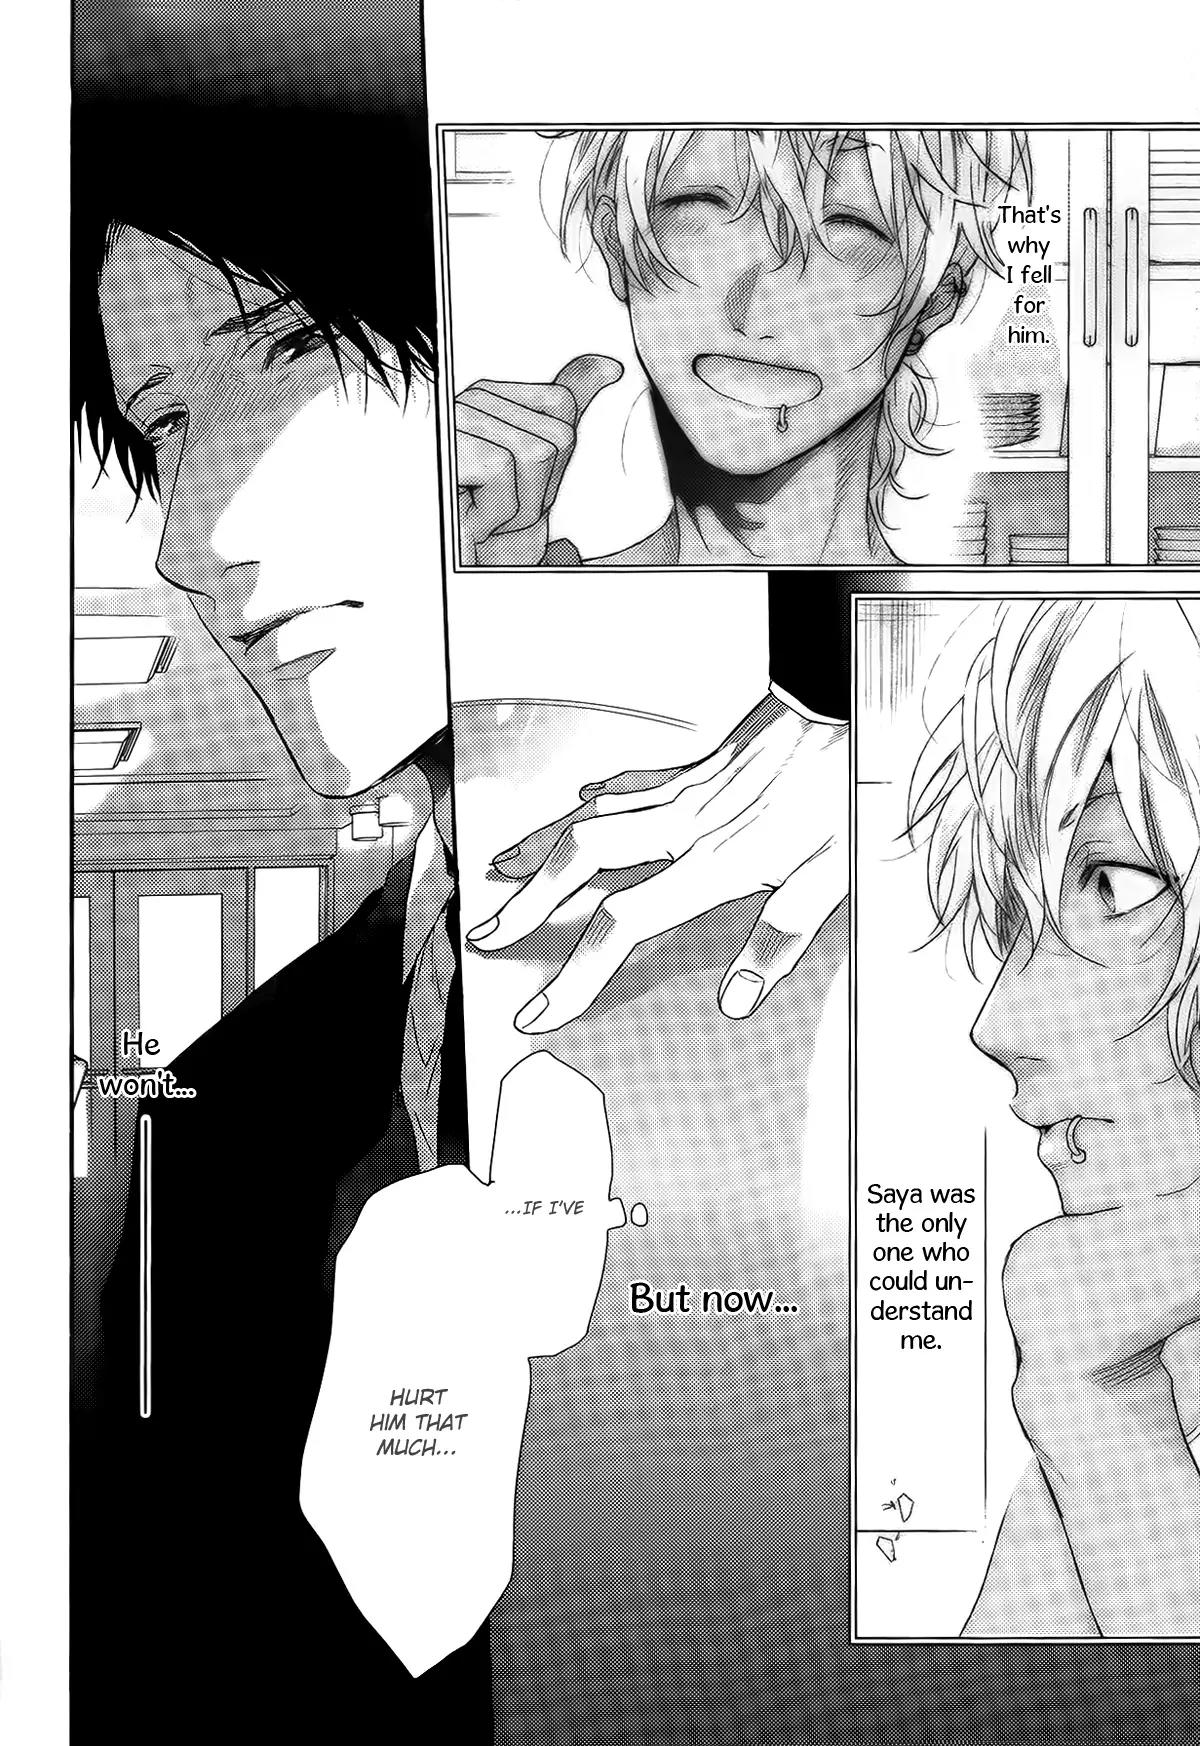 That's
why
I fell
for
him.
Saya was
the only
one who
could un-
derstand
me.
But now...
...IF I'VE
HURT
HIM THAT
MUCH...
He
won't...